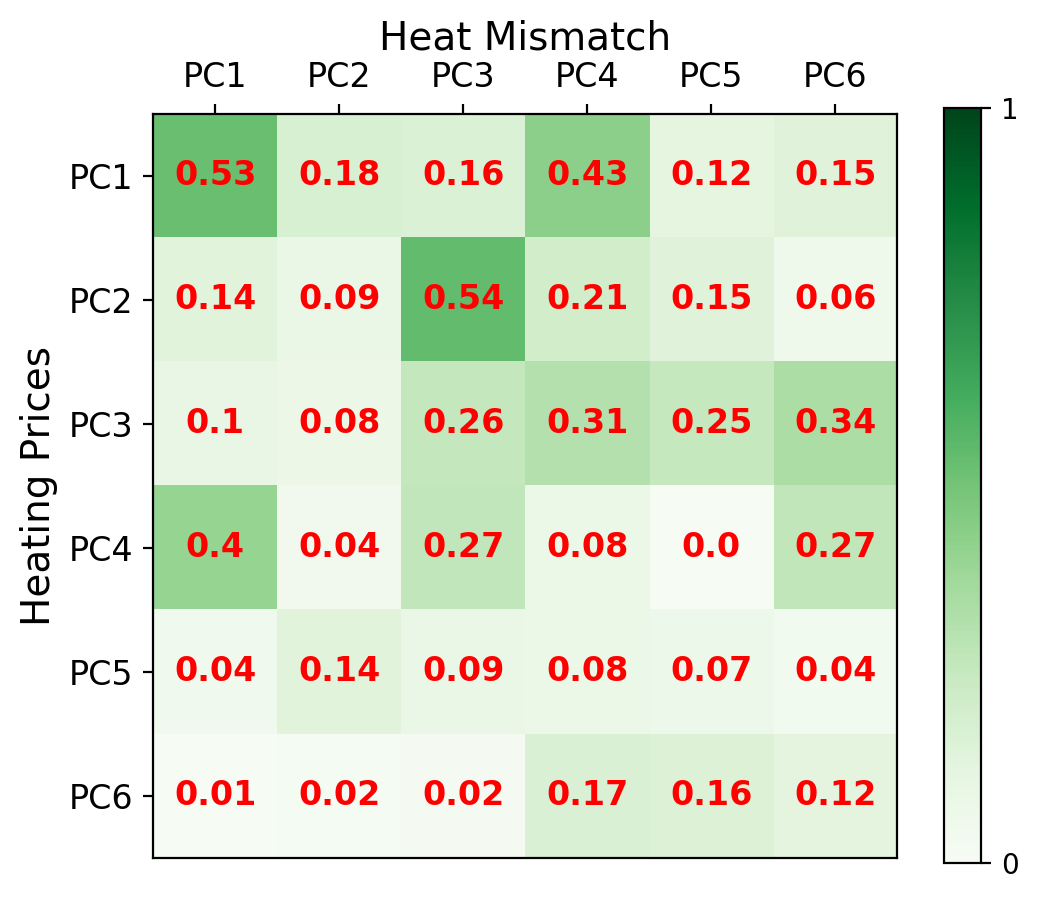 Heat Mismatch
PC1 PC2 PC3 PC4 PC5 PC6
1
PC1 0.53 0.18 0.16 0.43 0.12 0.15
PC2 0.14 0.09 0.54 0.21 0.15 0.06
Heating Prices
PC3 0.1 0.08 0.26 0.31 0.25 0.34
PC4 0.4 0.04 0.27 0.08 0.0 0.27
PC5 0.04 0.14 0.09 0.08 0.07 0.04
PC6 0.01 0.02 0.02 0.17 0.16 0.12
0